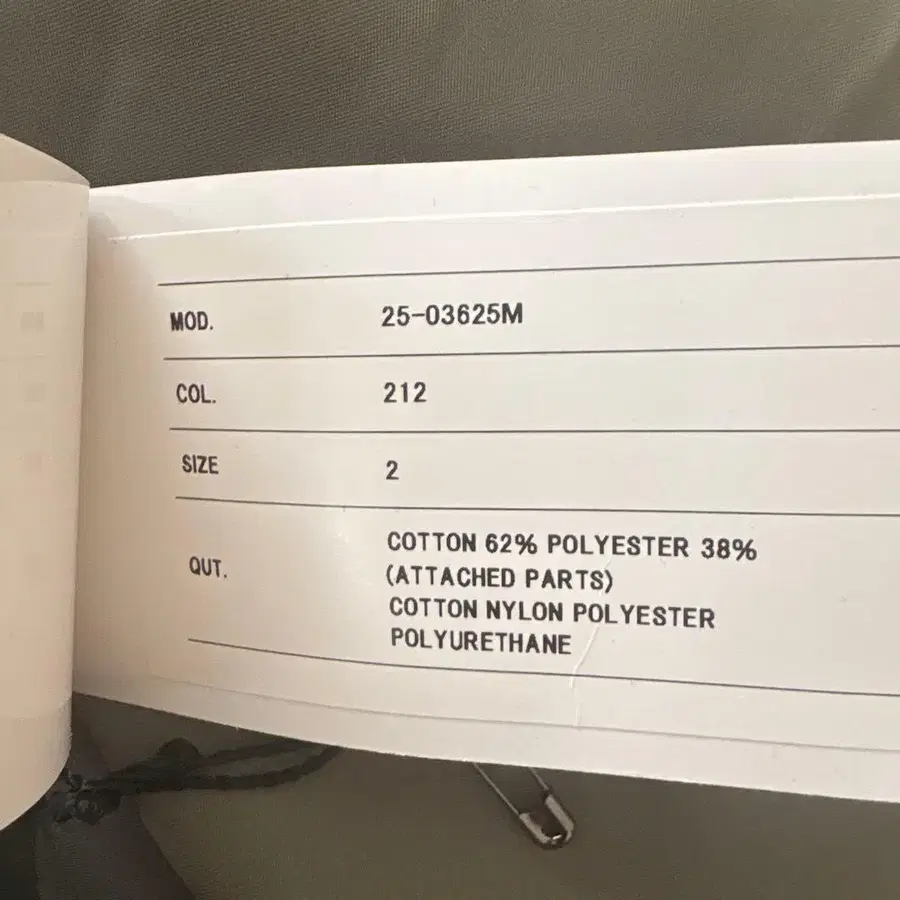 MOD. 25-03625M
COL. 212
SIZE 2
QUT. COTTON 62% POLYESTER 38%
(ATTACHED PARTS)
COTTON NYLON POLYESTER
POLYURETHANE